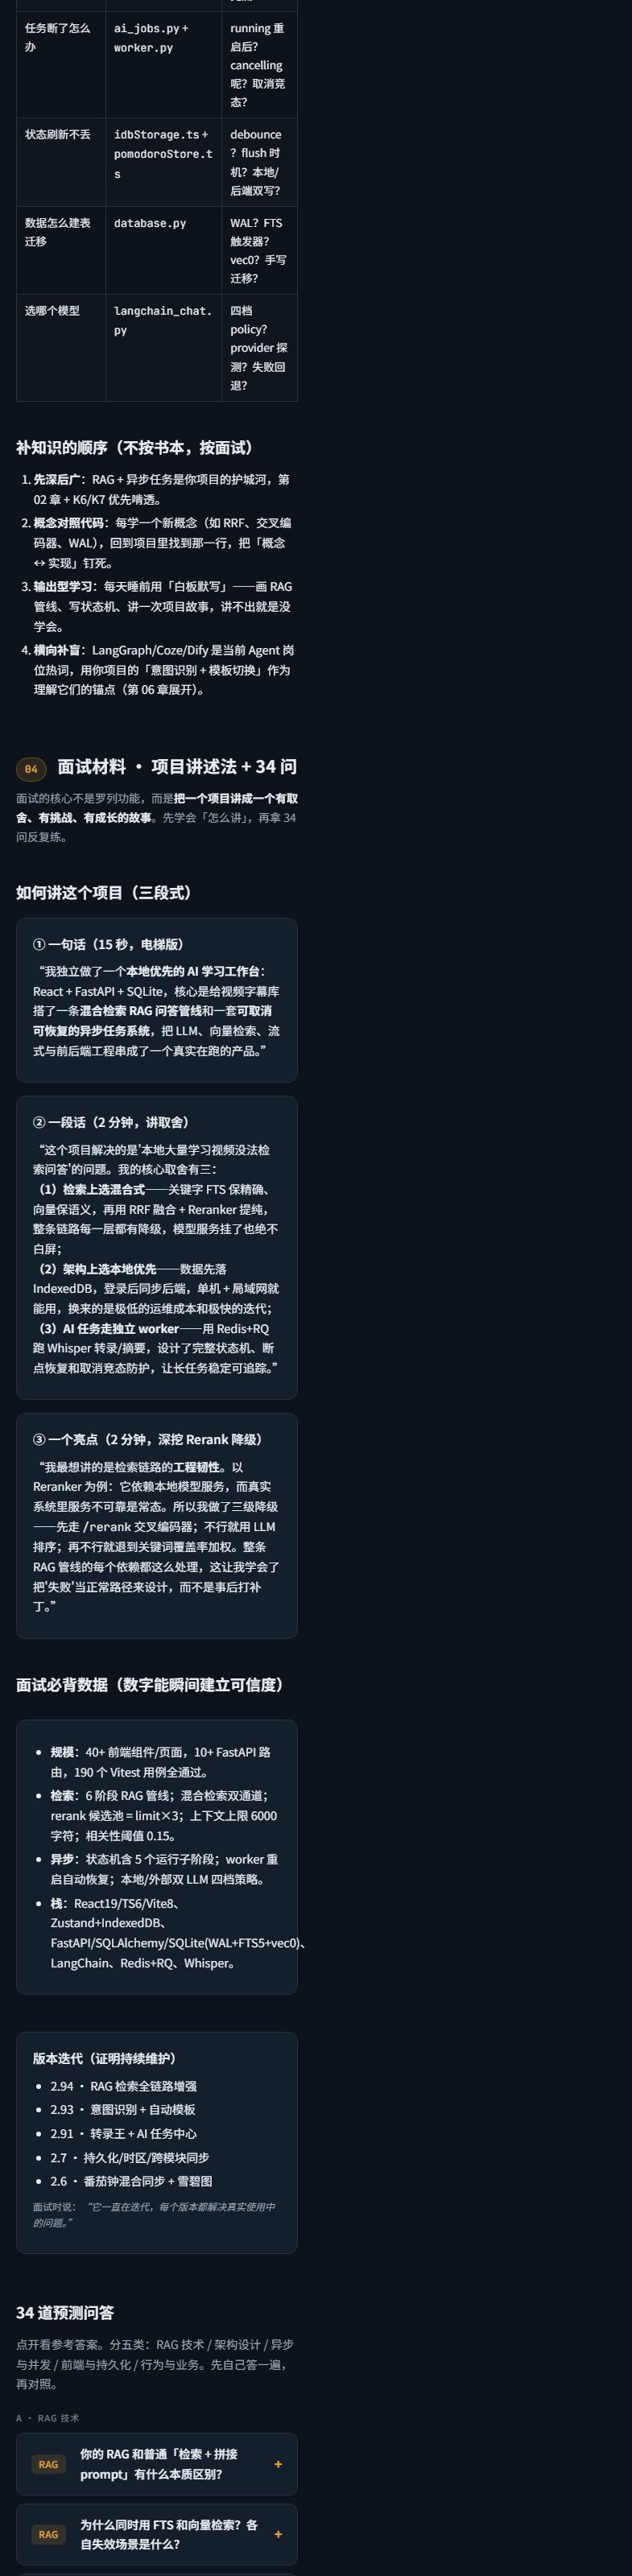 任务断了怎么
办
ai_jobs.py +
worker.py
running 重
启后?
cancelling
呢？取消竞
态?
状态刷新不丢
idbStorage.ts +
pomodoroStore.t
s
debounce
？flush 时
机？本地/
后端双写?
数据怎么建表
迁移
database.py
WAL？FTS
触发器?
vec0？手写
迁移?
选哪个模型
langchain_chat.
py
四档
policy?
provider 探
测？失败回
退?
补知识的顺序（不按书本，按面试）
1. 先深后广：RAG + 异步任务是你项目的护城河，第
02 章 + K6/K7 优先啃透。
2. 概念对照代码：每学一个新概念（如 RRF、交叉编
码器、WAL），回到项目里找到那一行，把「概念
↔ 实现」钉死。
3. 输出型学习：每天睡前用「白板默写」——画 RAG
管线、写状态机、讲一次项目故事，讲不出就是没
学会。
4. 横向补盲：LangGraph/Coze/Dify 是当前 Agent 岗
位热词，用你项目的「意图识别 + 模板切换」作为
理解它们的锚点（第 06 章展开）。
04 面试材料 · 项目讲述法 + 34 问
面试的核心不是罗列功能，而是把一个项目讲成一个有取
舍、有挑战、有成长的故事。先学会「怎么讲」，再拿 34
问反复练。
如何讲这个项目（三段式）
① 一句话（15 秒，电梯版）
“我独立做了一个本地优先的 AI 学习工作台：
React + FastAPI + SQLite，核心是给视频字幕库
搭了一条混合检索 RAG 问答管线和一套可取消
可恢复的异步任务系统，把 LLM、向量检索、流
式与前后端工程串成了一个真实在跑的产品。”
② 一段话（2 分钟，讲取舍）
“这个项目解决的是'本地大量学习视频没法检
索问答'的问题。我的核心取舍有三：
（1）检索上选混合式——关键字 FTS 保精确、
向量保语义，再用 RRF 融合 + Reranker 提纯，
整条链路每一层都有降级，模型服务挂了也绝不
白屏；
（2）架构上选本地优先——数据先落
IndexedDB，登录后同步后端，单机 + 局域网就
能用，换来的是极低的运维成本和极快的迭代；
（3）AI 任务走独立 worker——用 Redis+RQ
跑 Whisper 转录/摘要，设计了完整状态机、断
点恢复和取消竞态防护，让长任务稳定可追踪。”
③ 一个亮点（2 分钟，深挖 Rerank 降级）
“我最想讲的是检索链路的工程韧性。以
Reranker 为例：它依赖本地模型服务，而真实
系统里服务不可靠是常态。所以我做了三级降级
——先走 /rerank 交叉编码器；不行就用 LLM
排序；再不行就退到关键词覆盖率加权。整条
RAG 管线的每个依赖都这么处理，这让我学会了
把'失败'当正常路径来设计，而不是事后打补
丁。”
面试必背数据（数字能瞬间建立可信度）
• 规模：40+ 前端组件/页面，10+ FastAPI 路
由，190 个 Vitest 用例全通过。
• 检索：6 阶段 RAG 管线；混合检索双通道；
rerank 候选池 = limit×3；上下文上限 6000
字符；相关性阈值 0.15。
• 异步：状态机含 5 个运行子阶段；worker 重
启自动恢复；本地/外部双 LLM 四档策略。
• 栈：React19/TS6/Vite8、
Zustand+IndexedDB、
FastAPI/SQLAlchemy/SQLite(WAL+FTS5+vec0)、
LangChain、Redis+RQ、Whisper。
版本迭代（证明持续维护）
• 2.94 · RAG 检索全链路增强
• 2.93 · 意图识别 + 自动模板
• 2.91 · 转录王 + AI 任务中心
• 2.7 · 持久化/时区/跨模块同步
• 2.6 · 番茄钟混合同步 + 雪碧图
面试时说：“它一直在迭代，每个版本都解决真实使用中
的问题。”
34 道预测问答
点开看参考答案。分五类：RAG 技术 / 架构设计 / 异步
与并发 / 前端与持久化 / 行为与业务。先自己答一遍，
再对照。
A · RAG 技术
RAG 你的 RAG 和普通「检索 + 拼接
prompt」有什么本质区别？ +
RAG 为什么同时用 FTS 和向量检索？各
自失效场景是什么？ +